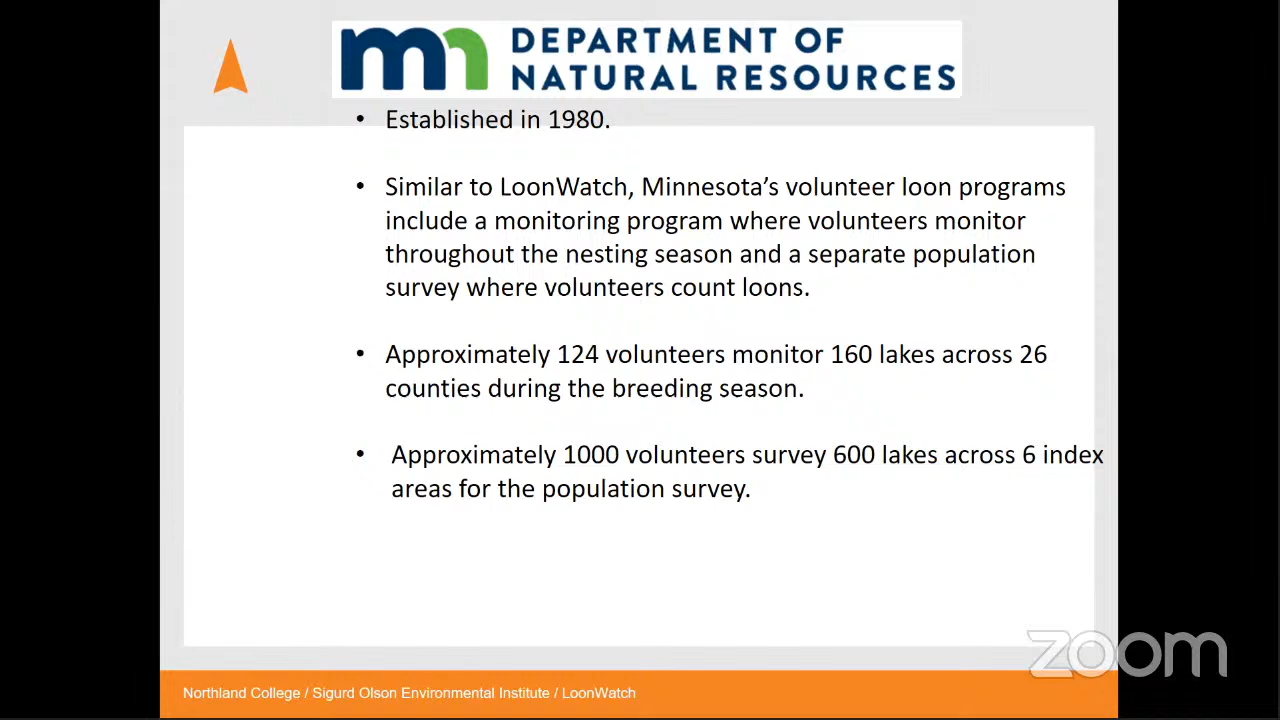 mn DEPARTMENT OF
NATURAL RESOURCES
• Established in 1980.
• Similar to LoonWatch, Minnesota’s volunteer loon programs
include a monitoring program where volunteers monitor
throughout the nesting season and a separate population
survey where volunteers count loons.
• Approximately 124 volunteers monitor 160 lakes across 26
counties during the breeding season.
• Approximately 1000 volunteers survey 600 lakes across 6 index
areas for the population survey.
zoom
Northland College / Sigurd Olson Environmental Institute / LoonWatch